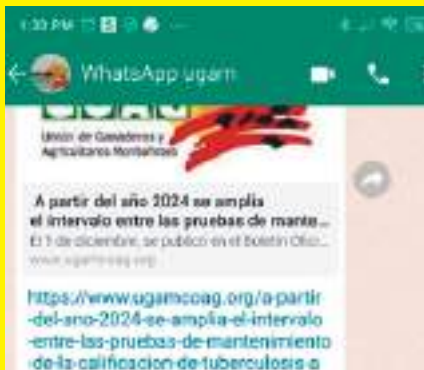 1:30 PM
WhatsApp ugam
Unión de Ganaderos y
Agricultores Montañeses
A partir del año 2024 se amplia
el intervalo entre las pruebas de mante...
El 1 de diciembre, se publicó en el Boletín Ofici...
www.ugamcoag.org
https://www.ugamcoag.org/a-partir
-del-ano-2024-se-amplia-el-intervalo
-entre-las-pruebas-de-mantenimiento
-de-la-calificacion-de-tuberculosis-a